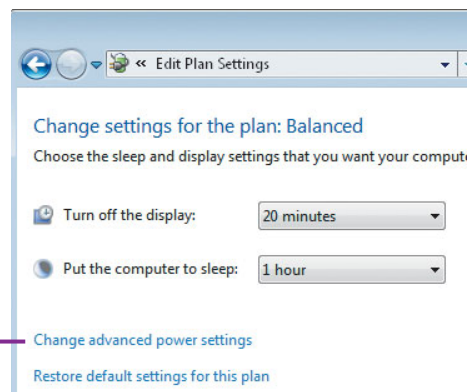 « Edit Plan Settings
Change settings for the plan: Balanced
Choose the sleep and display settings that you want your compute
Turn off the display: 20 minutes
Put the computer to sleep: 1 hour
Change advanced power settings
Restore default settings for this plan